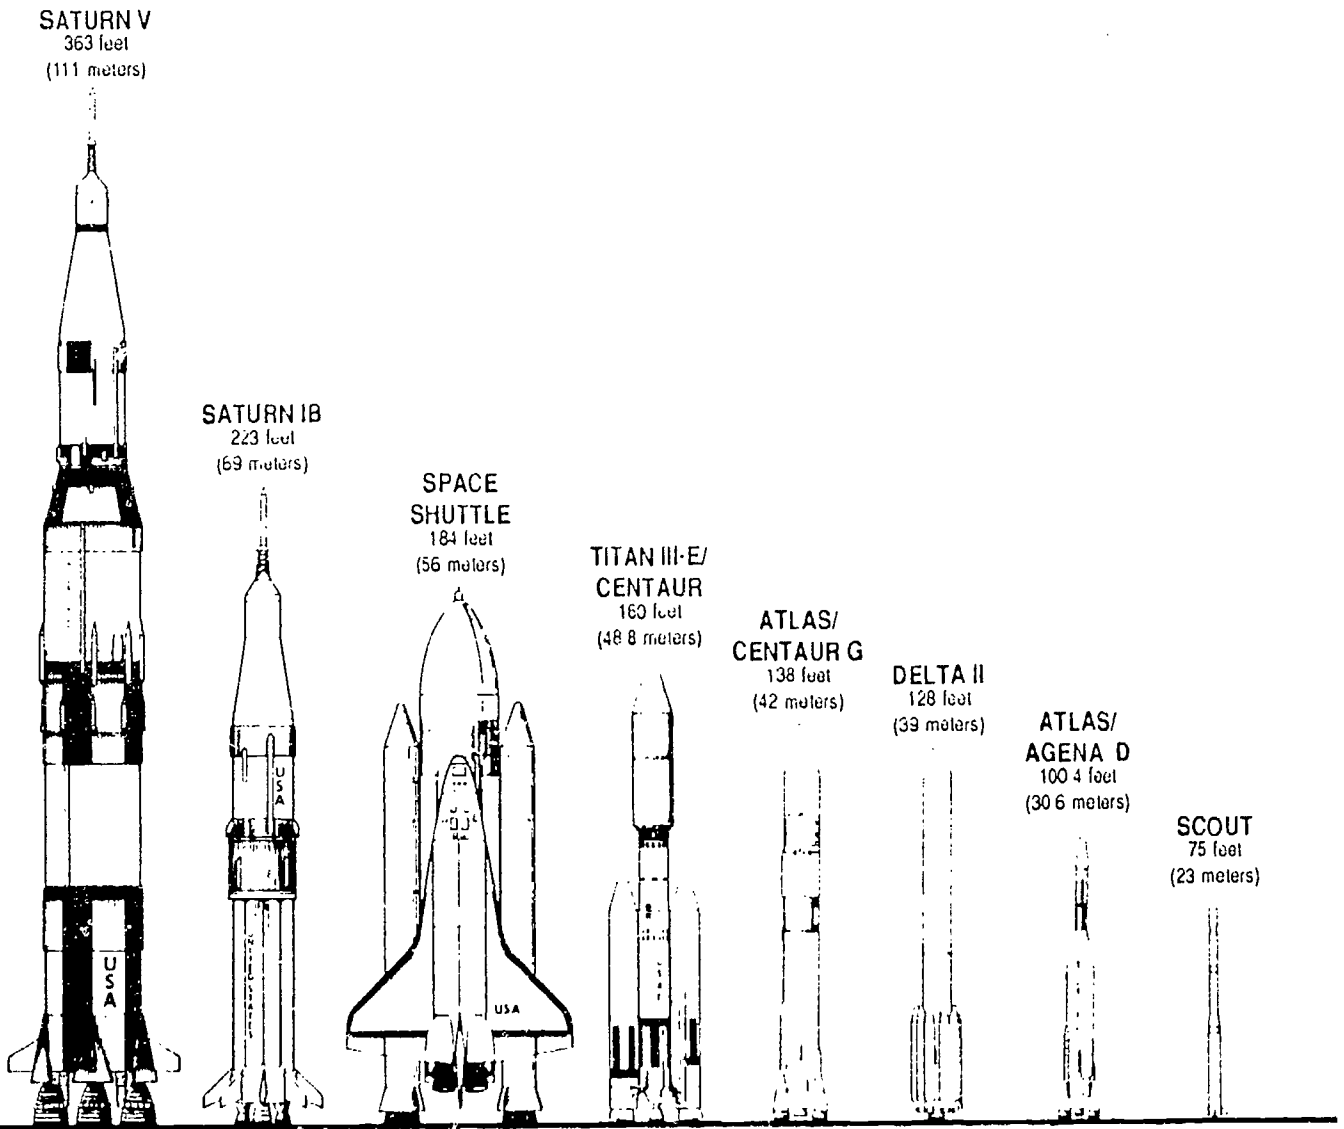 SATURN V
363 feet
(111 meters)
SATURN IB
223 feet
(69 meters)
SPACE
SHUTTLE
184 feet
(56 meters)
TITAN III-E/
CENTAUR
160 feet
(48.8 meters)
ATLAS/
CENTAUR G
138 feet
(42 meters)
DELTA II
128 feet
(39 meters)
ATLAS/
AGENA D
100.4 feet
(30.6 meters)
SCOUT
75 feet
(23 meters)
USA
USA
USA